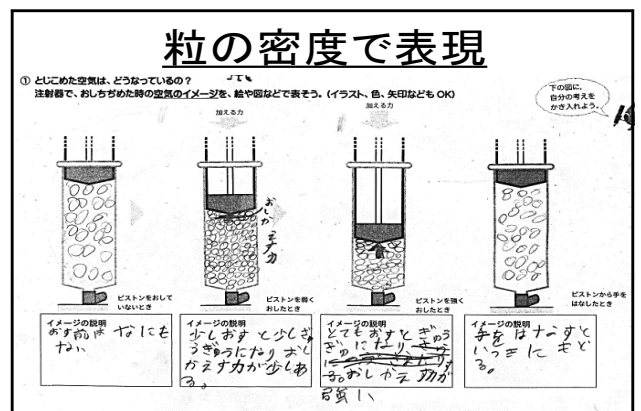 粒の密度で表現
① とじこめた空気は、どうなっているの？
注射器で、おしちぢめた時の空気のイメージを、絵や図などで表そう。(イラスト、色、矢印なども OK)
下の図に、
自分の考えを
かき入れよう。
加える力
加える力
おしかえす力
ピストンをおして
いないとき
ピストンを弱く
おしたとき
ピストンを強く
おしたとき
ピストンから手を
はなしたとき
イメージの説明
おす前は なにも
ない
イメージの説明
少しおすと少しぎゅ
うぎゅうになりおし
かえす力が少しあ
る。
イメージの説明
とてもおすとぎゅう
ぎゅになり
る。おしかえす力が
強い
イメージの説明
手をはなすと
いっきに もど
る。